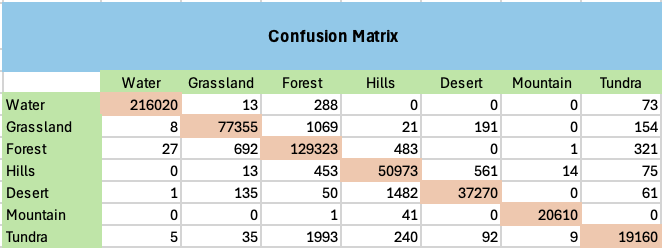 Confusion Matrix
Water Grassland Forest Hills Desert Mountain Tundra
Water 216020 13 288 0 0 0 73
Grassland 8 77355 1069 21 191 0 154
Forest 27 692 129323 483 0 1 321
Hills 0 13 453 50973 561 14 75
Desert 1 135 50 1482 37270 0 61
Mountain 0 0 1 41 0 20610 0
Tundra 5 35 1993 240 92 9 19160